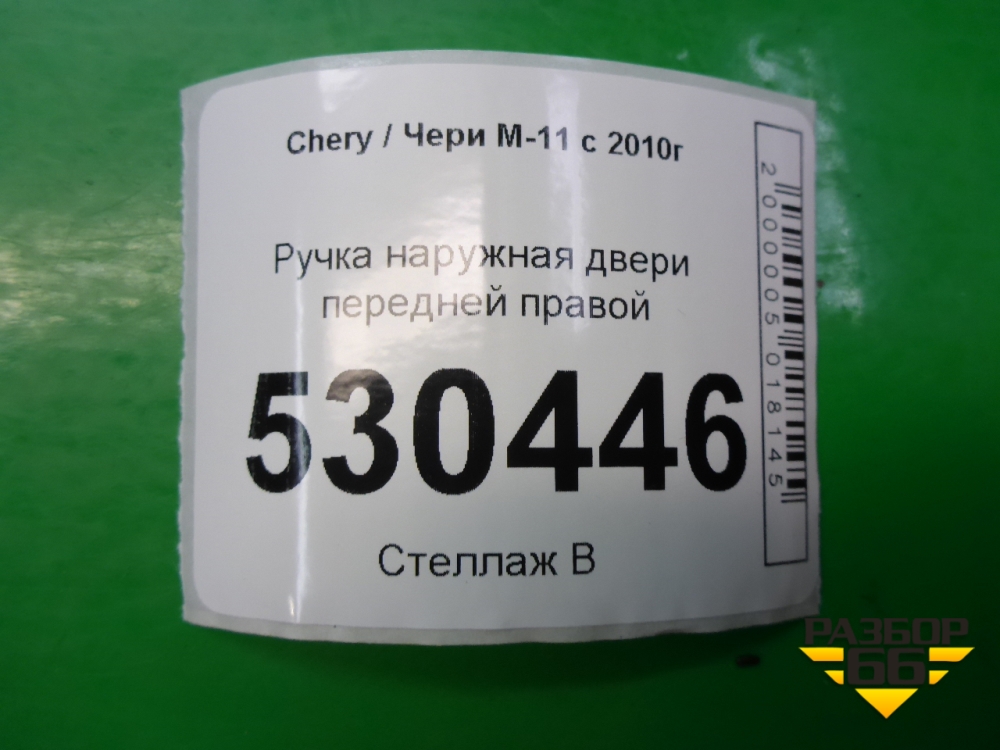 Chery / Чери М-11 с 2010г
Ручка наружная двери
передней правой
530446
Стеллаж В
2000005018145
РАЗБОР
66